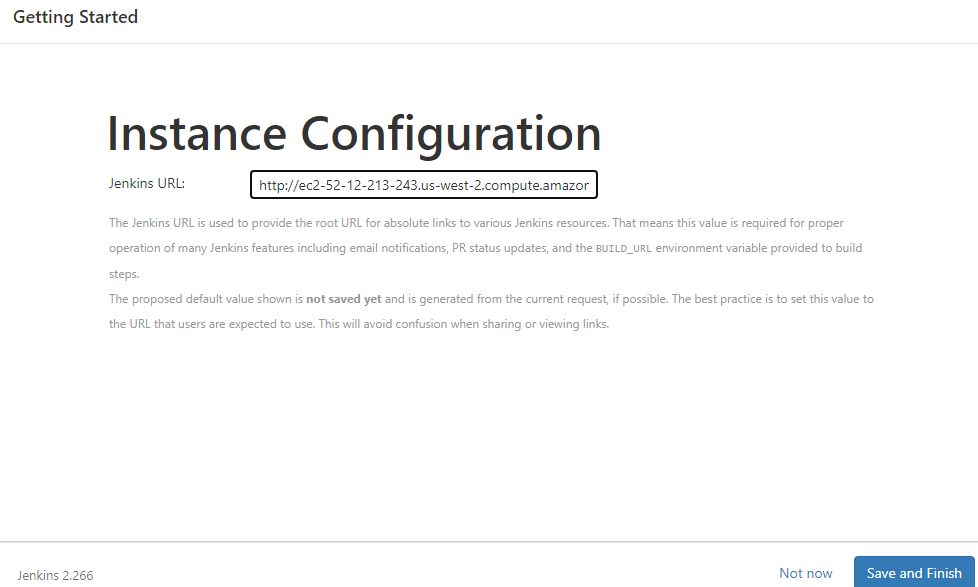 Getting Started
Instance Configuration
Jenkins URL:
http://ec2-52-12-213-243.us-west-2.compute.amazor
The Jenkins URL is used to provide the root URL for absolute links to various Jenkins resources. That means this value is required for proper
operation of many Jenkins features including email notifications, PR status updates, and the BUILD_URL environment variable provided to build
steps.
The proposed default value shown is not saved yet and is generated from the current request, if possible. The best practice is to set this value to
the URL that users are expected to use. This will avoid confusion when sharing or viewing links.
Jenkins 2.266
Not now
Save and Finish